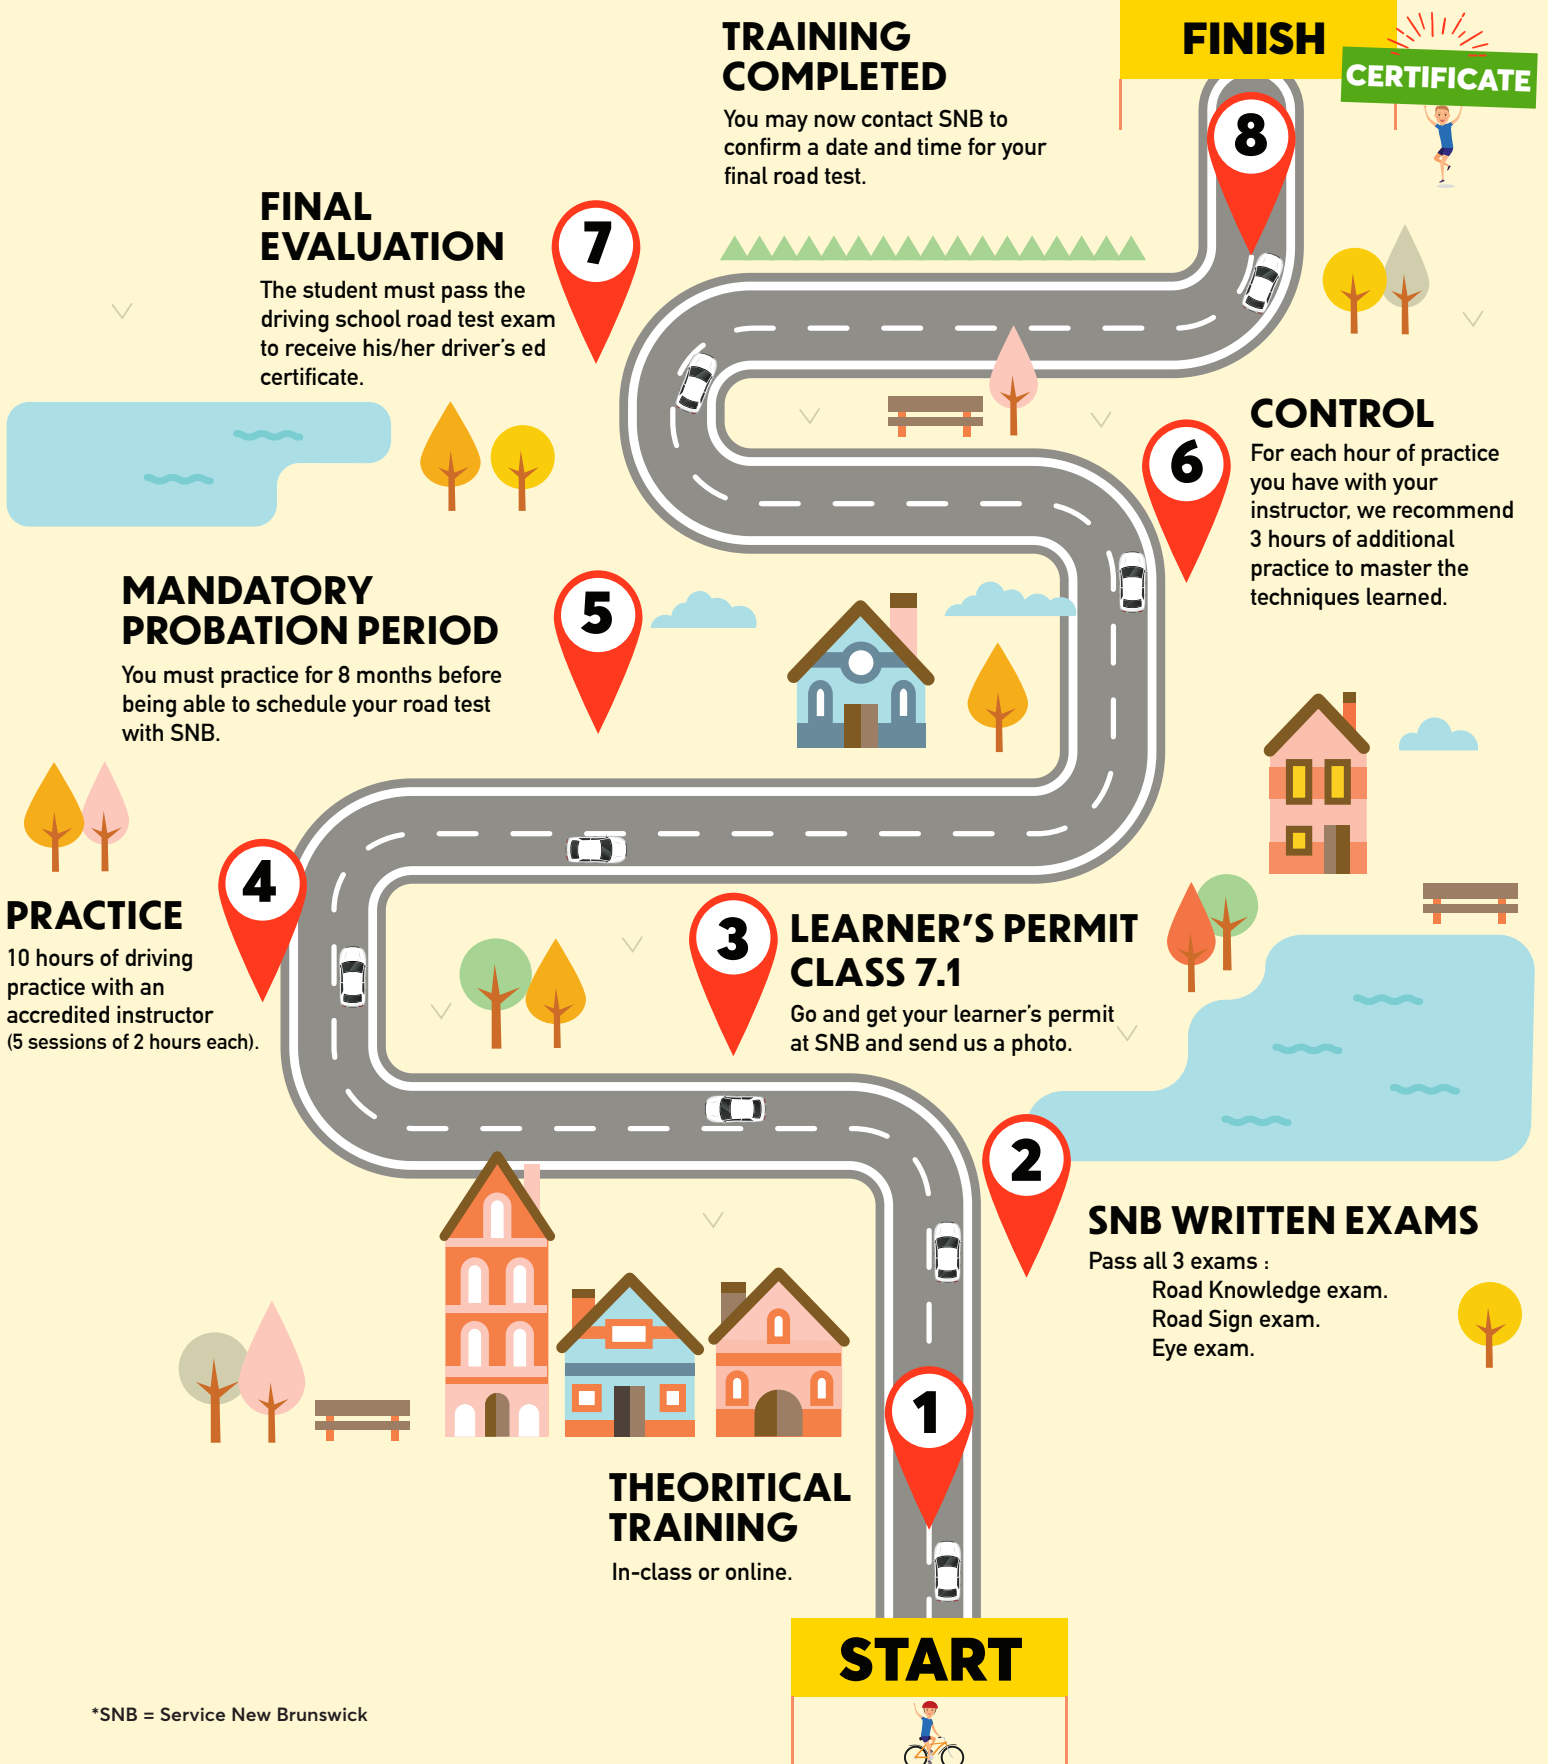 FINISH
CERTIFICATE
8
TRAINING
COMPLETED
You may now contact SNB to
confirm a date and time for your
final road test.
7
FINAL
EVALUATION
The student must pass the
driving school road test exam
to receive his/her driver's ed
certificate.
6
CONTROL
For each hour of practice
you have with your
instructor, we recommend
3 hours of additional
practice to master the
techniques learned.
5
MANDATORY
PROBATION PERIOD
You must practice for 8 months before
being able to schedule your road test
with SNB.
4
PRACTICE
10 hours of driving
practice with an
accredited instructor
(5 sessions of 2 hours each).
3
LEARNER'S PERMIT
CLASS 7.1
Go and get your learner's permit
at SNB and send us a photo.
2
SNB WRITTEN EXAMS
Pass all 3 exams :
Road Knowledge exam.
Road Sign exam.
Eye exam.
1
THEORITICAL
TRAINING
In-class or online.
START
*SNB = Service New Brunswick